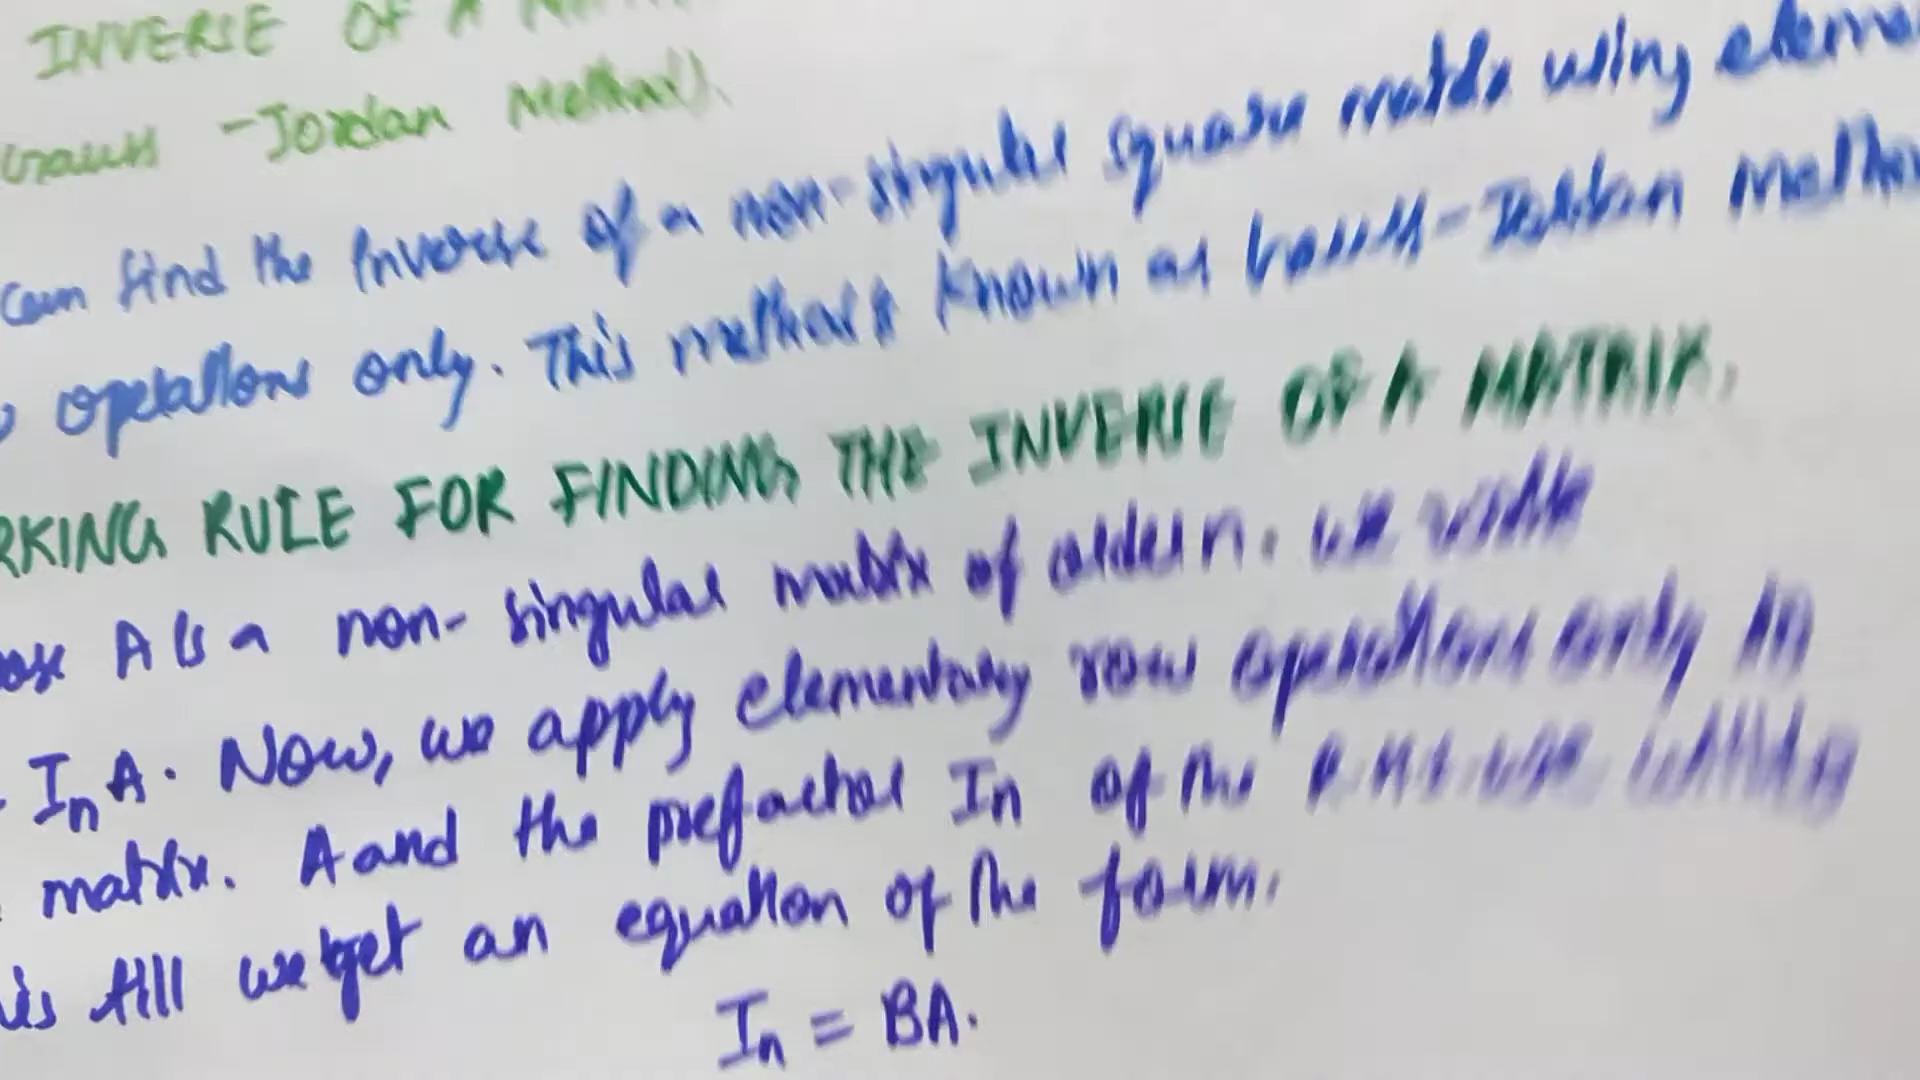 INVERSE OF A
Gauss -Jordan Method).
can find the inverse of a non-singular square matrix using
operations only. This method is known as Gauss-Jordan
RKING RULE FOR FINDING THE INVERSE OF A MATRIX.
A is a non-singular matrix of order n. we write
In A. Now, we apply elementary row operations only to
matrix. A and the prefactor In of the R.H.S. we
is till we get an equation of the form.
In = BA.